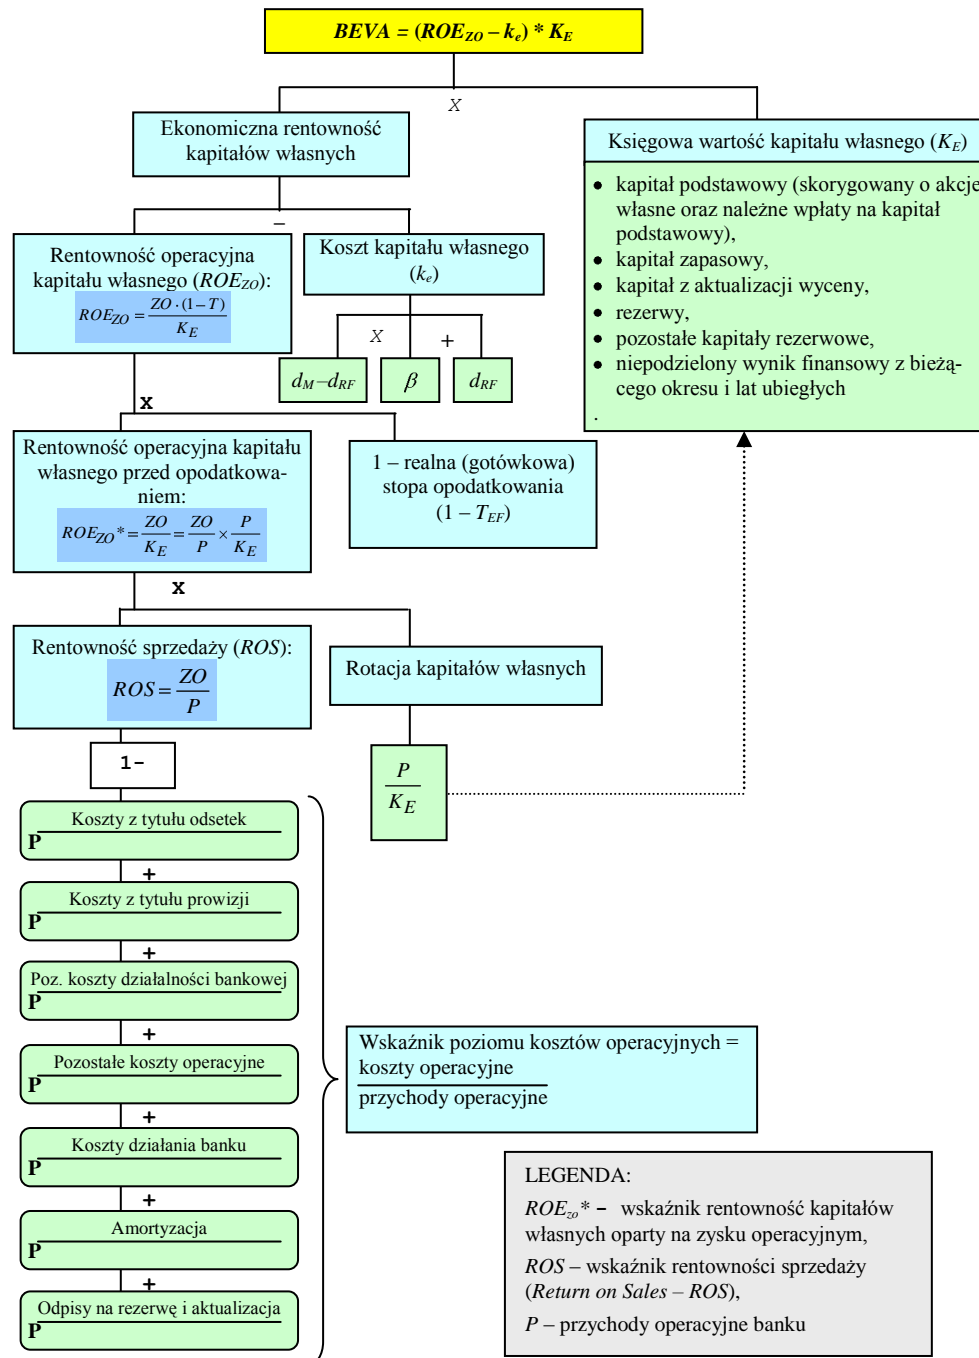 BEVA = (ROE_ZO – k_e) * K_E
X
Ekonomiczna rentowność
kapitałów własnych
Księgowa wartość kapitału własnego (K_E)
• kapitał podstawowy (skorygowany o akcje
własne oraz należne wpłaty na kapitał
podstawowy),
• kapitał zapasowy,
• kapitał z aktualizacji wyceny,
• rezerwy,
• pozostałe kapitały rezerwowe,
• niepodzielony wynik finansowy z bieżą-
cego okresu i lat ubiegłych
.
–
Rentowność operacyjna
kapitału własnego (ROE_ZO):
ROE_ZO = ZO · (1 – T) / K_E
Koszt kapitału własnego
(k_e)
X +
d_M–d_RF
β
d_RF
x
Rentowność operacyjna kapitału
własnego przed opodatkowa-
niem:
ROE_ZO* = ZO / K_E = ZO / P × P / K_E
1 – realna (gotówkowa)
stopa opodatkowania
(1 – T_EF)
x
Rentowność sprzedaży (ROS):
ROS = ZO / P
Rotacja kapitałów własnych
P / K_E
1-
Koszty z tytułu odsetek
P
+
Koszty z tytułu prowizji
P
+
Poz. koszty działalności bankowej
P
+
Pozostałe koszty operacyjne
P
+
Koszty działania banku
P
+
Amortyzacja
P
+
Odpisy na rezerwę i aktualizacja
P
Wskaźnik poziomu kosztów operacyjnych =
koszty operacyjne
przychody operacyjne
LEGENDA:
ROE_zo* – wskaźnik rentowność kapitałów
własnych oparty na zysku operacyjnym,
ROS – wskaźnik rentowności sprzedaży
(Return on Sales – ROS),
P – przychody operacyjne banku